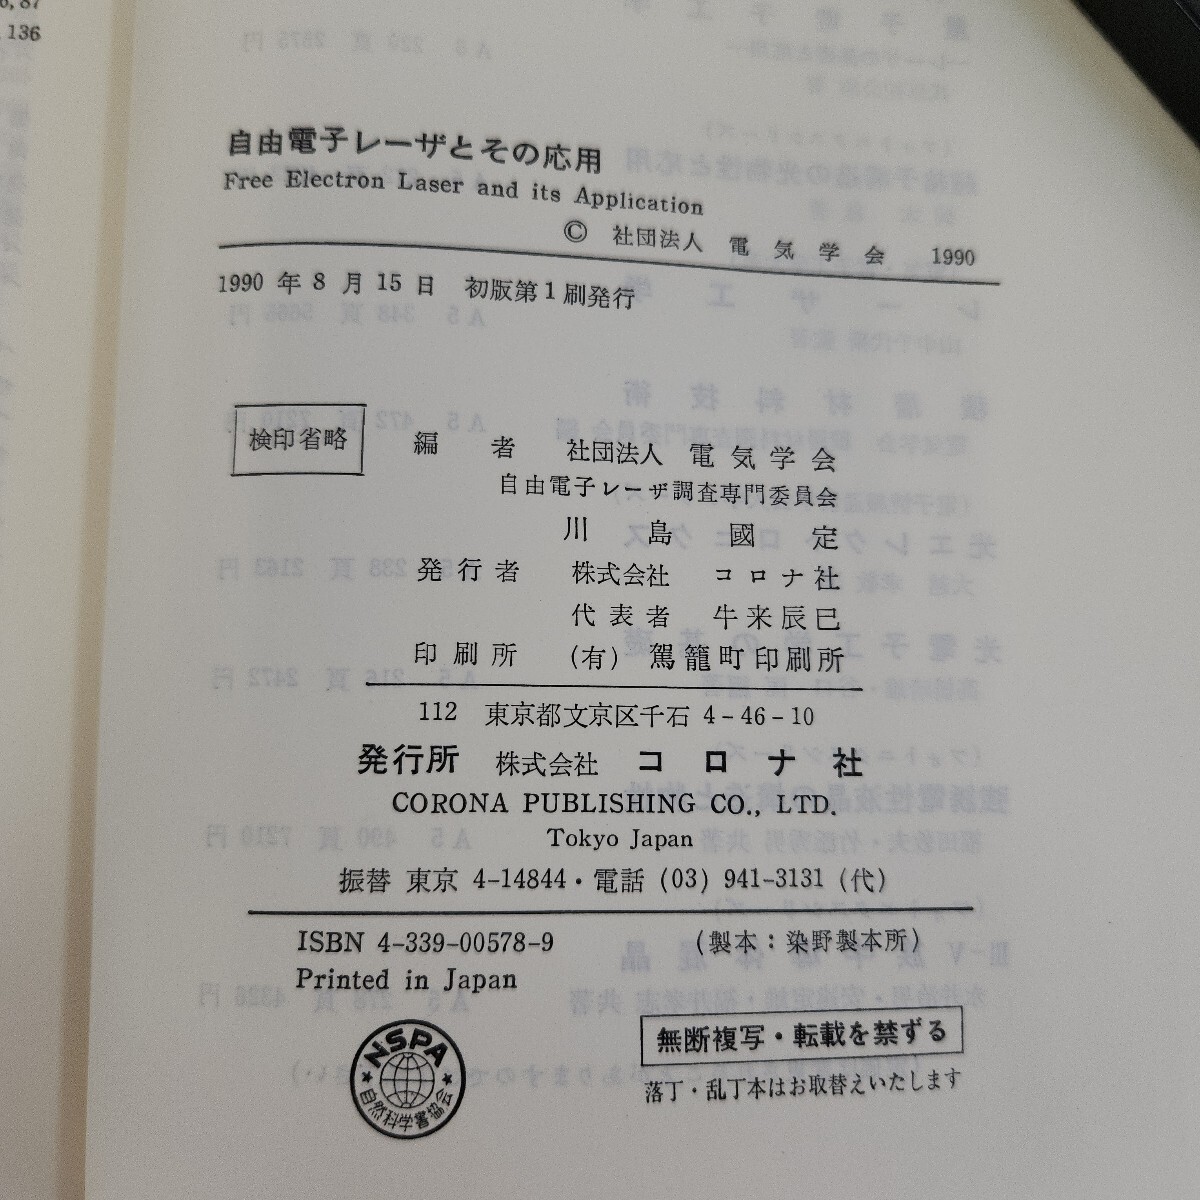 6, 87
136
自由電子レーザとその応用
Free Electron Laser and its Application
© 社団法人 電気学会 1990
1990 年 8 月 15 日 初版第1刷発行
検印省略
編者 社団法人 電気学会
自由電子レーザ調査専門委員会
川島國定
発行者 株式会社 コロナ社
代表者 牛来辰巳
印刷所 (有) 駕籠町印刷所
112 東京都文京区千石 4-46-10
発行所 株式会社 コロナ社
CORONA PUBLISHING CO., LTD.
Tokyo Japan
振替 東京 4-14844・電話 (03) 941-3131 (代)
ISBN 4-339-00578-9 (製本:染野製本所)
Printed in Japan
NSPA
自然科学書協会
無断複写・転載を禁ずる
落丁・乱丁本はお取替えいたします